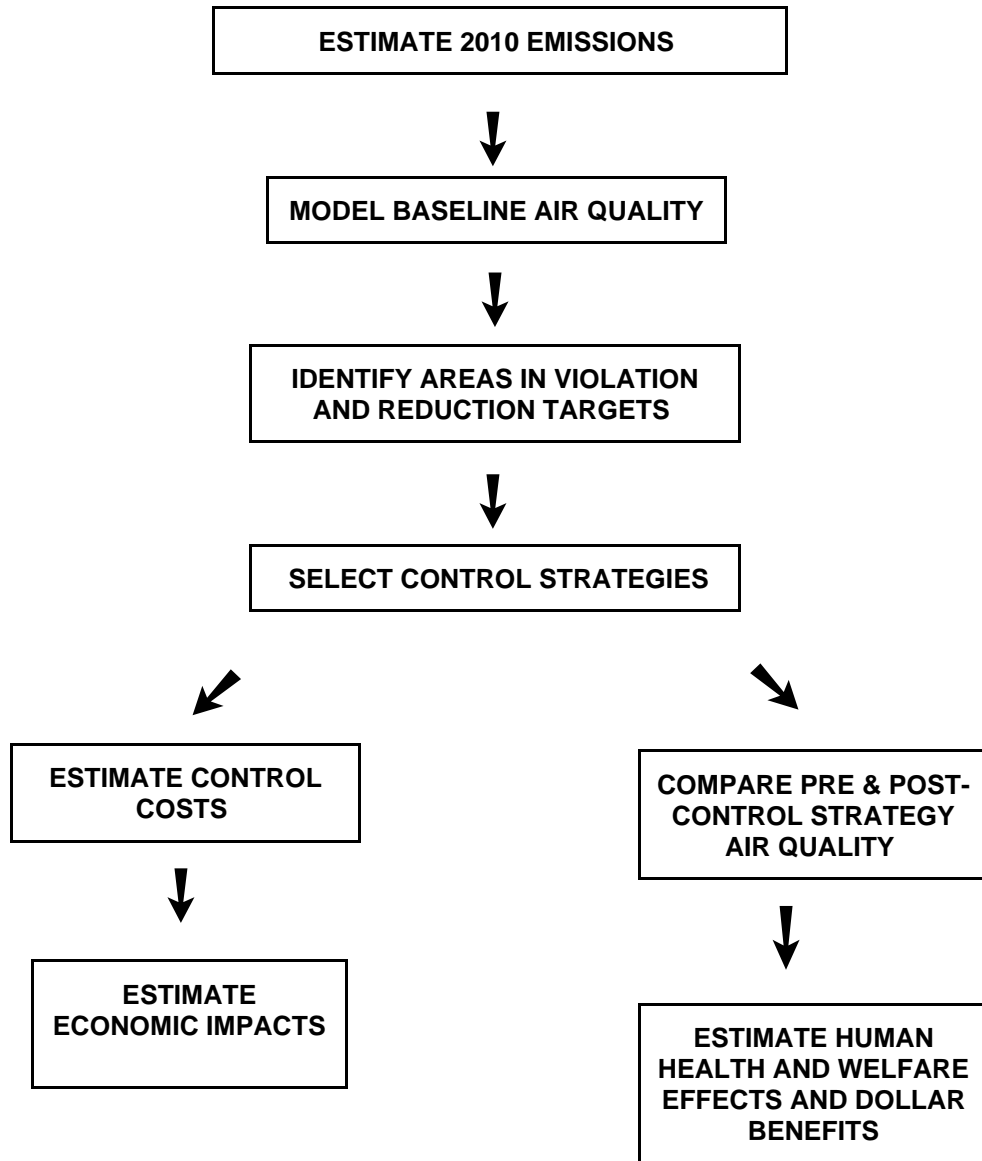 ESTIMATE 2010 EMISSIONS
MODEL BASELINE AIR QUALITY
IDENTIFY AREAS IN VIOLATION
AND REDUCTION TARGETS
SELECT CONTROL STRATEGIES
ESTIMATE CONTROL
COSTS
ESTIMATE
ECONOMIC IMPACTS
COMPARE PRE & POST-
CONTROL STRATEGY
AIR QUALITY
ESTIMATE HUMAN
HEALTH AND WELFARE
EFFECTS AND DOLLAR
BENEFITS